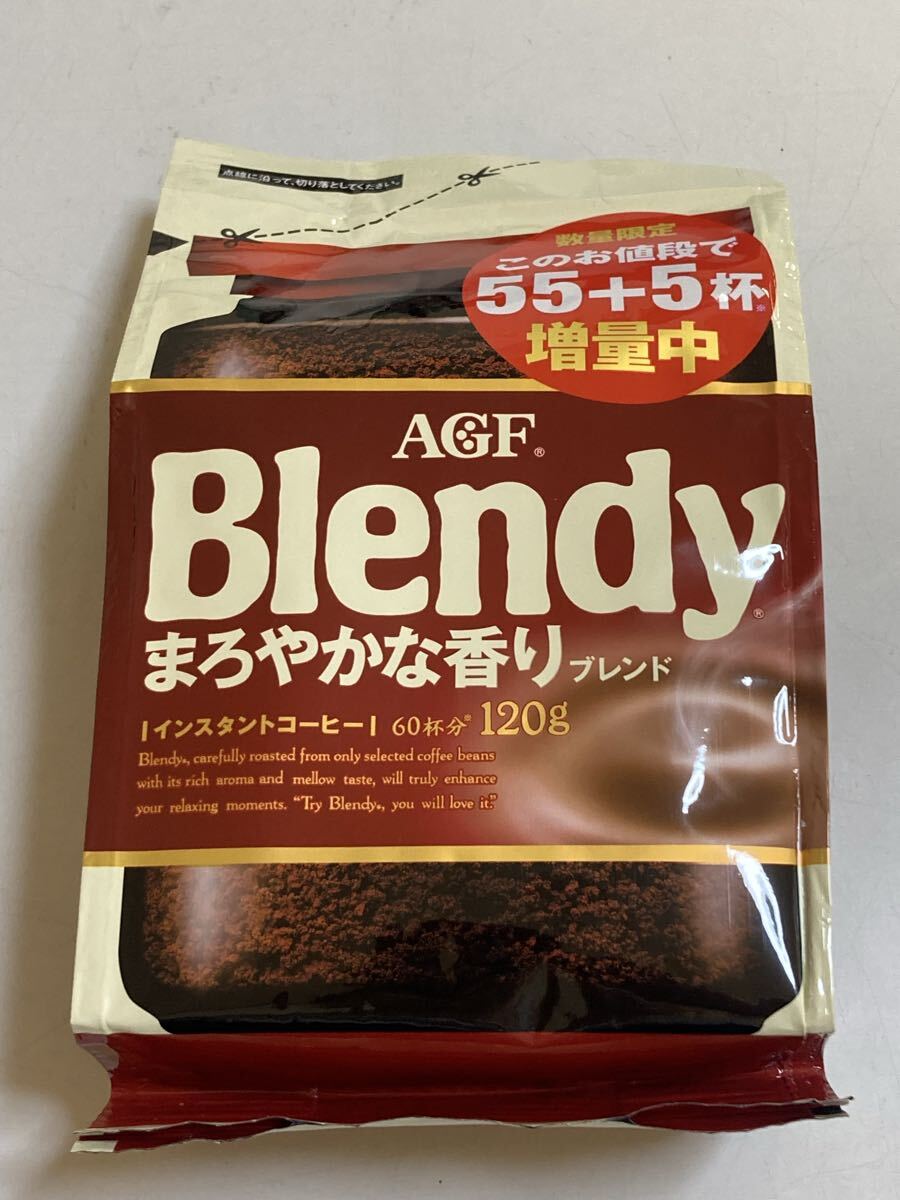 点線に沿って、切り落としてください。
数量限定
このお値段で
55+5杯※
増量中
AGF®
Blendy®
まろやかな香りブレンド
インスタントコーヒー 60杯分※ 120g
Blendy®, carefully roasted from only selected coffee beans
with its rich aroma and mellow taste, will truly enhance
your relaxing moments. "Try Blendy®, you will love it."